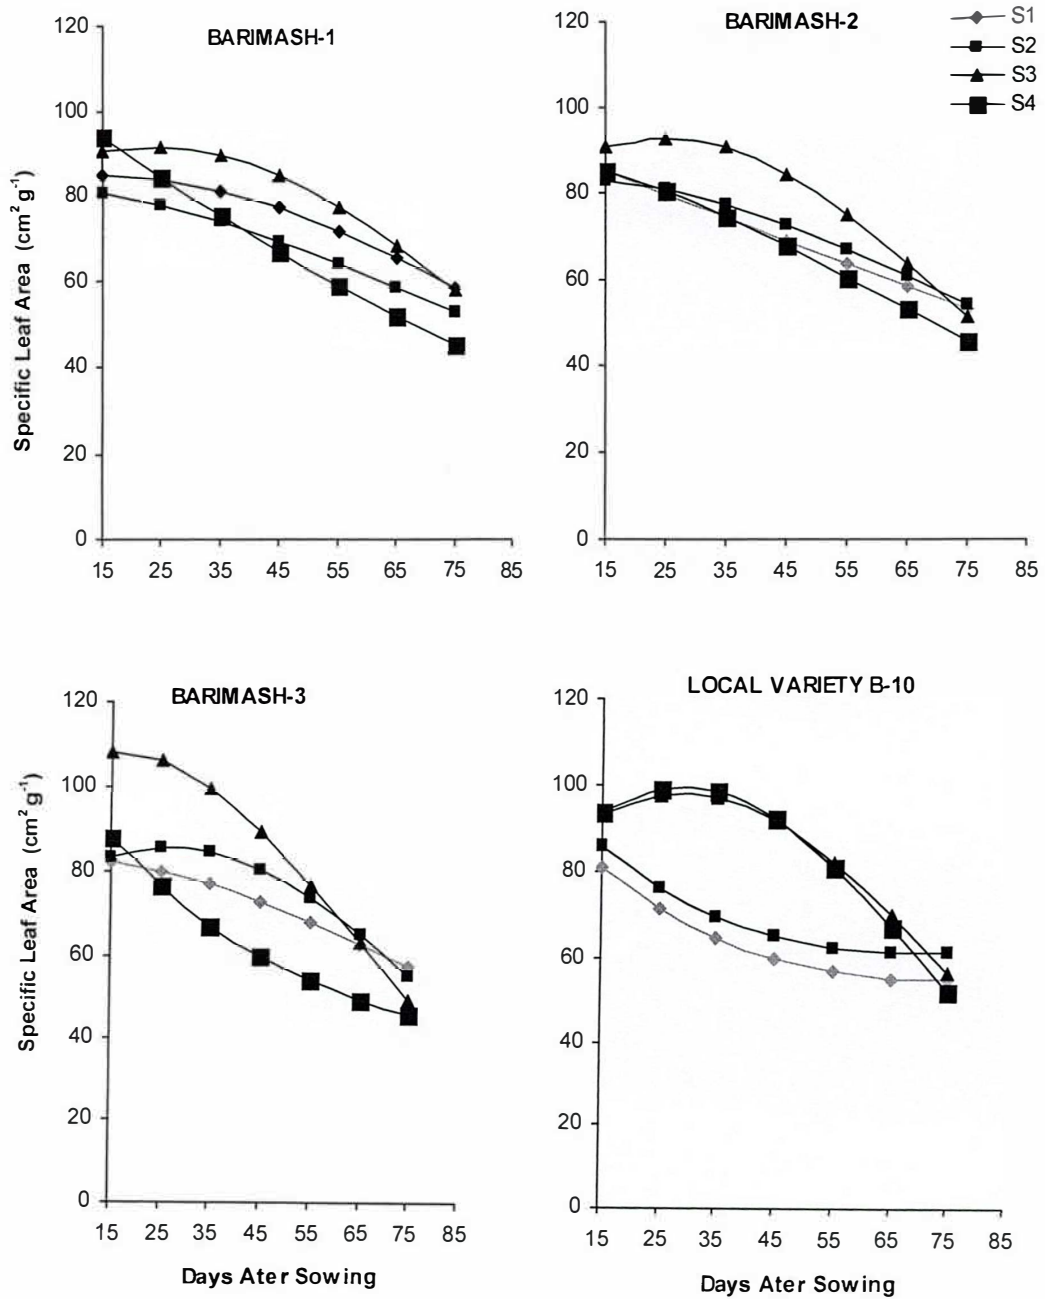 BARIMASH-1
120
100
80
60
40
20
0
15 25 35 45 55 65 75 85
Specific Leaf Area (cm² g⁻¹)
BARIMASH-2
S1
S2
S3
S4
120
100
80
60
40
20
0
15 25 35 45 55 65 75 85
BARIMASH-3
120
100
80
60
40
20
0
15 25 35 45 55 65 75 85
Specific Leaf Area (cm² g⁻¹)
Days Ater Sowing
LOCAL VARIETY B-10
120
100
80
60
40
20
0
15 25 35 45 55 65 75 85
Days Ater Sowing